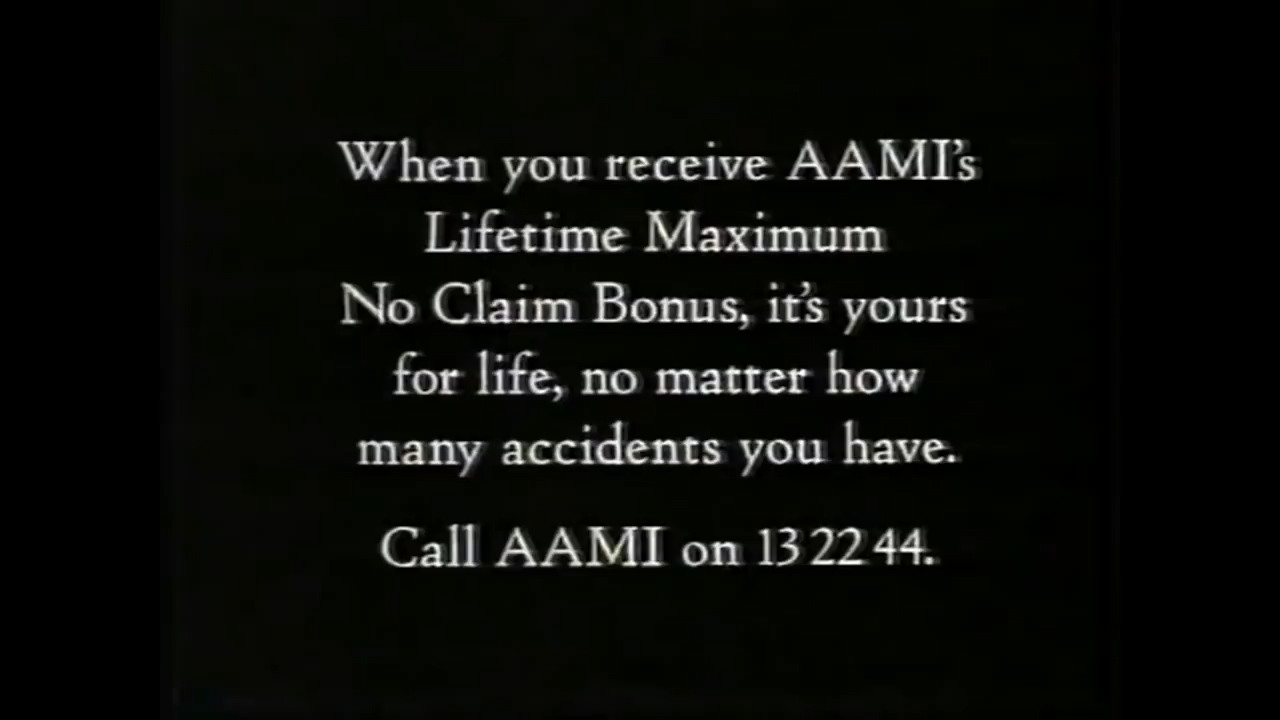 When you receive AAMI's
Lifetime Maximum
No Claim Bonus, it's yours
for life, no matter how
many accidents you have.
Call AAMI on 13 22 44.